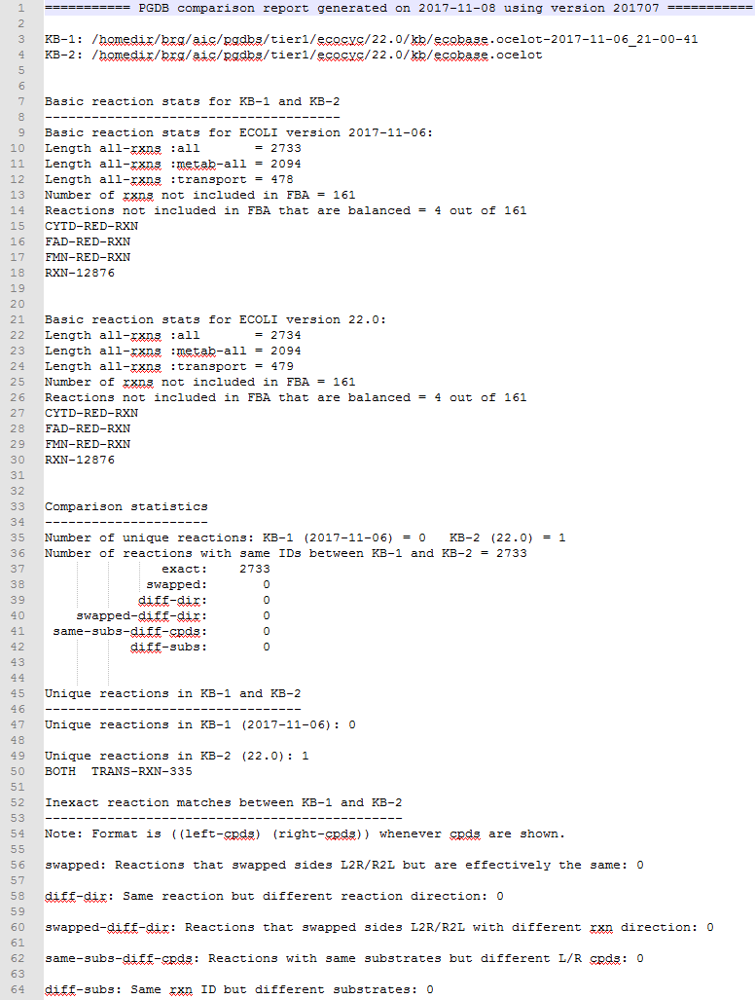 1 =========== PGDB comparison report generated on 2017-11-08 using version 201707 ===========
2
3 KB-1: /homedir/brg/aic/pgdbs/tier1/ecocyc/22.0/kb/ecobase.ocelot-2017-11-06_21-00-41
4 KB-2: /homedir/brg/aic/pgdbs/tier1/ecocyc/22.0/kb/ecobase.ocelot
5
6
7 Basic reaction stats for KB-1 and KB-2
8 --------------------------------------
9 Basic reaction stats for ECOLI version 2017-11-06:
10 Length all-rxns :all       = 2733
11 Length all-rxns :metab-all = 2094
12 Length all-rxns :transport = 478
13 Number of rxns not included in FBA = 161
14 Reactions not included in FBA that are balanced = 4 out of 161
15 CYTD-RED-RXN
16 FAD-RED-RXN
17 FMN-RED-RXN
18 RXN-12876
19
20
21 Basic reaction stats for ECOLI version 22.0:
22 Length all-rxns :all       = 2734
23 Length all-rxns :metab-all = 2094
24 Length all-rxns :transport = 479
25 Number of rxns not included in FBA = 161
26 Reactions not included in FBA that are balanced = 4 out of 161
27 CYTD-RED-RXN
28 FAD-RED-RXN
29 FMN-RED-RXN
30 RXN-12876
31
32
33 Comparison statistics
34 ---------------------
35 Number of unique reactions: KB-1 (2017-11-06) = 0   KB-2 (22.0) = 1
36 Number of reactions with same IDs between KB-1 and KB-2 = 2733
37                exact:    2733
38              swapped:       0
39             diff-dir:       0
40     swapped-diff-dir:       0
41  same-subs-diff-cpds:       0
42            diff-subs:       0
43
44
45 Unique reactions in KB-1 and KB-2
46 ---------------------------------
47 Unique reactions in KB-1 (2017-11-06): 0
48
49 Unique reactions in KB-2 (22.0): 1
50 BOTH  TRANS-RXN-335
51
52 Inexact reaction matches between KB-1 and KB-2
53 ----------------------------------------------
54 Note: Format is ((left-cpds) (right-cpds)) whenever cpds are shown.
55
56 swapped: Reactions that swapped sides L2R/R2L but are effectively the same: 0
57
58 diff-dir: Same reaction but different reaction direction: 0
59
60 swapped-diff-dir: Reactions that swapped sides L2R/R2L with different rxn direction: 0
61
62 same-subs-diff-cpds: Reactions with same substrates but different L/R cpds: 0
63
64 diff-subs: Same rxn ID but different substrates: 0